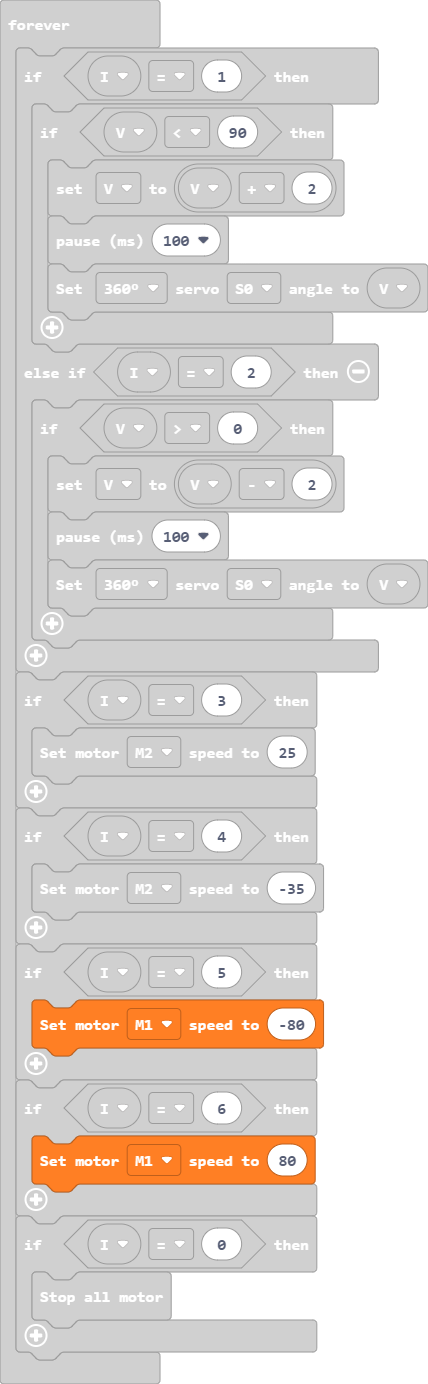 forever
if I = 1 then
if V < 90 then
set V to V + 2
pause (ms) 100
Set 360° servo S0 angle to V
else if I = 2 then
if V > 0 then
set V to V - 2
pause (ms) 100
Set 360° servo S0 angle to V
if I = 3 then
Set motor M2 speed to 25
if I = 4 then
Set motor M2 speed to -35
if I = 5 then
Set motor M1 speed to -80
if I = 6 then
Set motor M1 speed to 80
if I = 0 then
Stop all motor